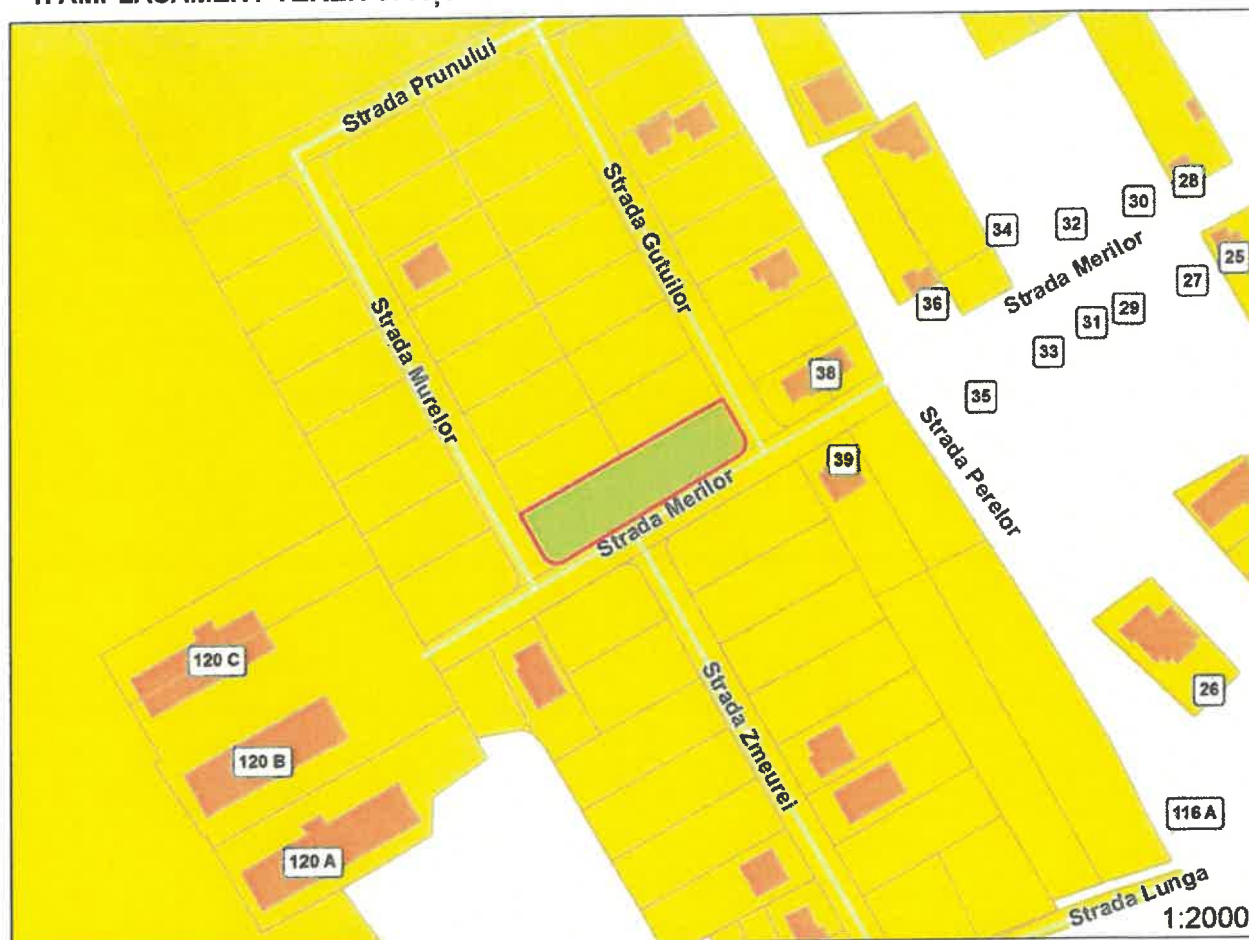 Strada Prunului
Strada Gutuilor
28
30
32
34
Strada Merilor
25
27
36
29
31
33
Strada Murelor
38
35
Strada Perelor
39
Strada Merilor
120 C
26
Strada Zmeurei
120 B
116 A
120 A
Strada Lunga
1:2000